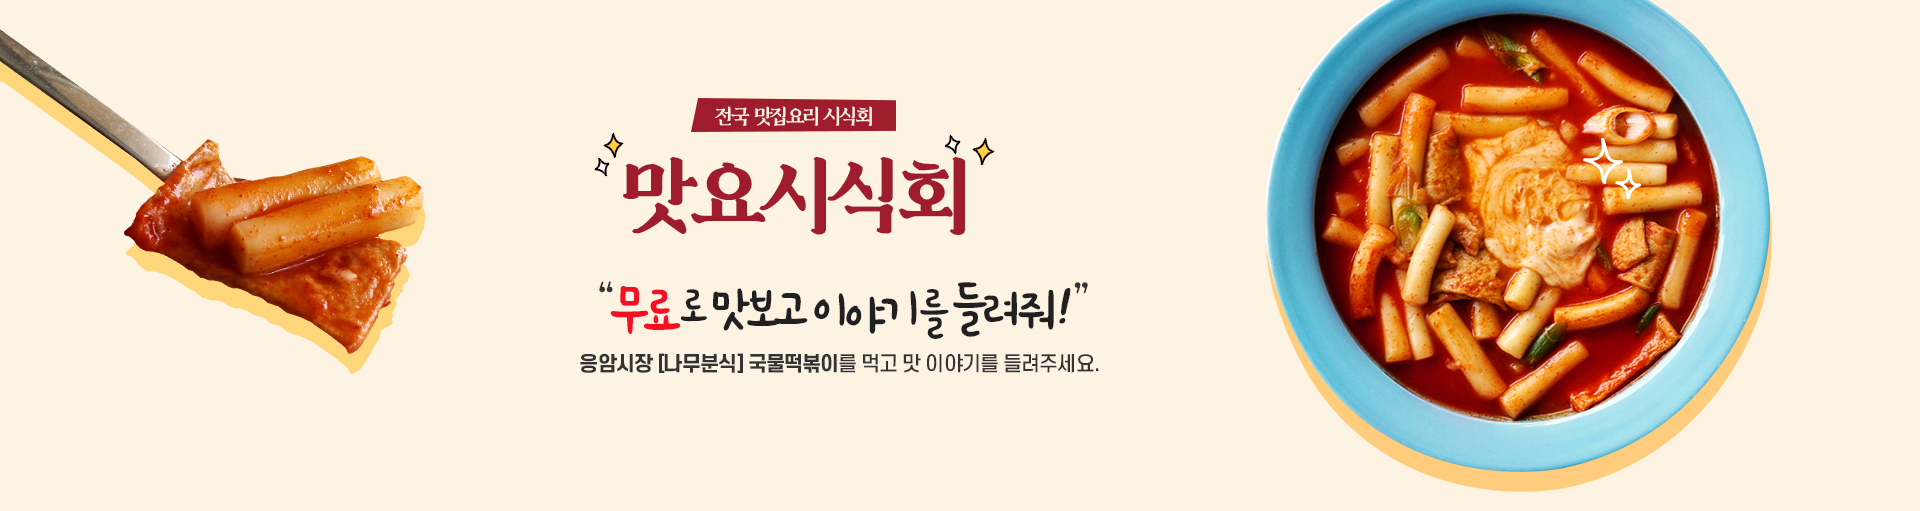 전국 맛집요리 시식회
맛요시식회
“무료로 맛보고 이야기를 들려줘!”
응암시장 [나무분식] 국물떡볶이를 먹고 맛 이야기를 들려주세요.